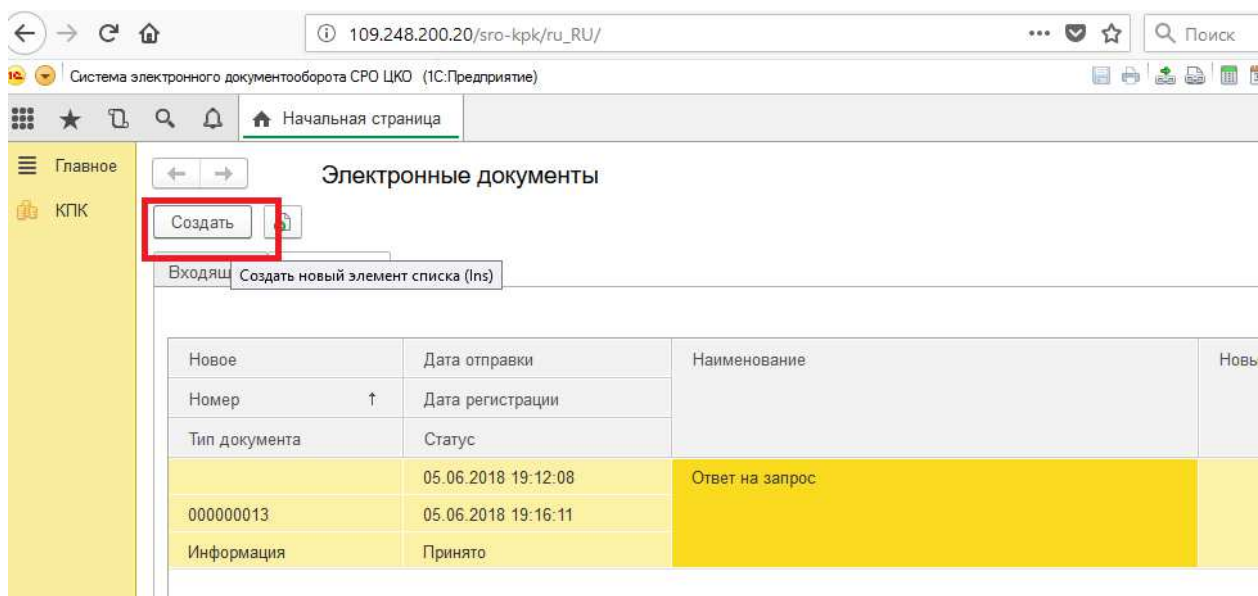 109.248.200.20/sro-kpk/ru_RU/
Поиск
Система электронного документооборота СРО ЦКО (1С:Предприятие)
Начальная страница
Главное
КПК
Электронные документы
Создать
Создать новый элемент списка (Ins)
Новое Дата отправки Наименование
Номер ↑ Дата регистрации
Тип документа Статус
05.06.2018 19:12:08 Ответ на запрос
000000013 05.06.2018 19:16:11
Информация Принято